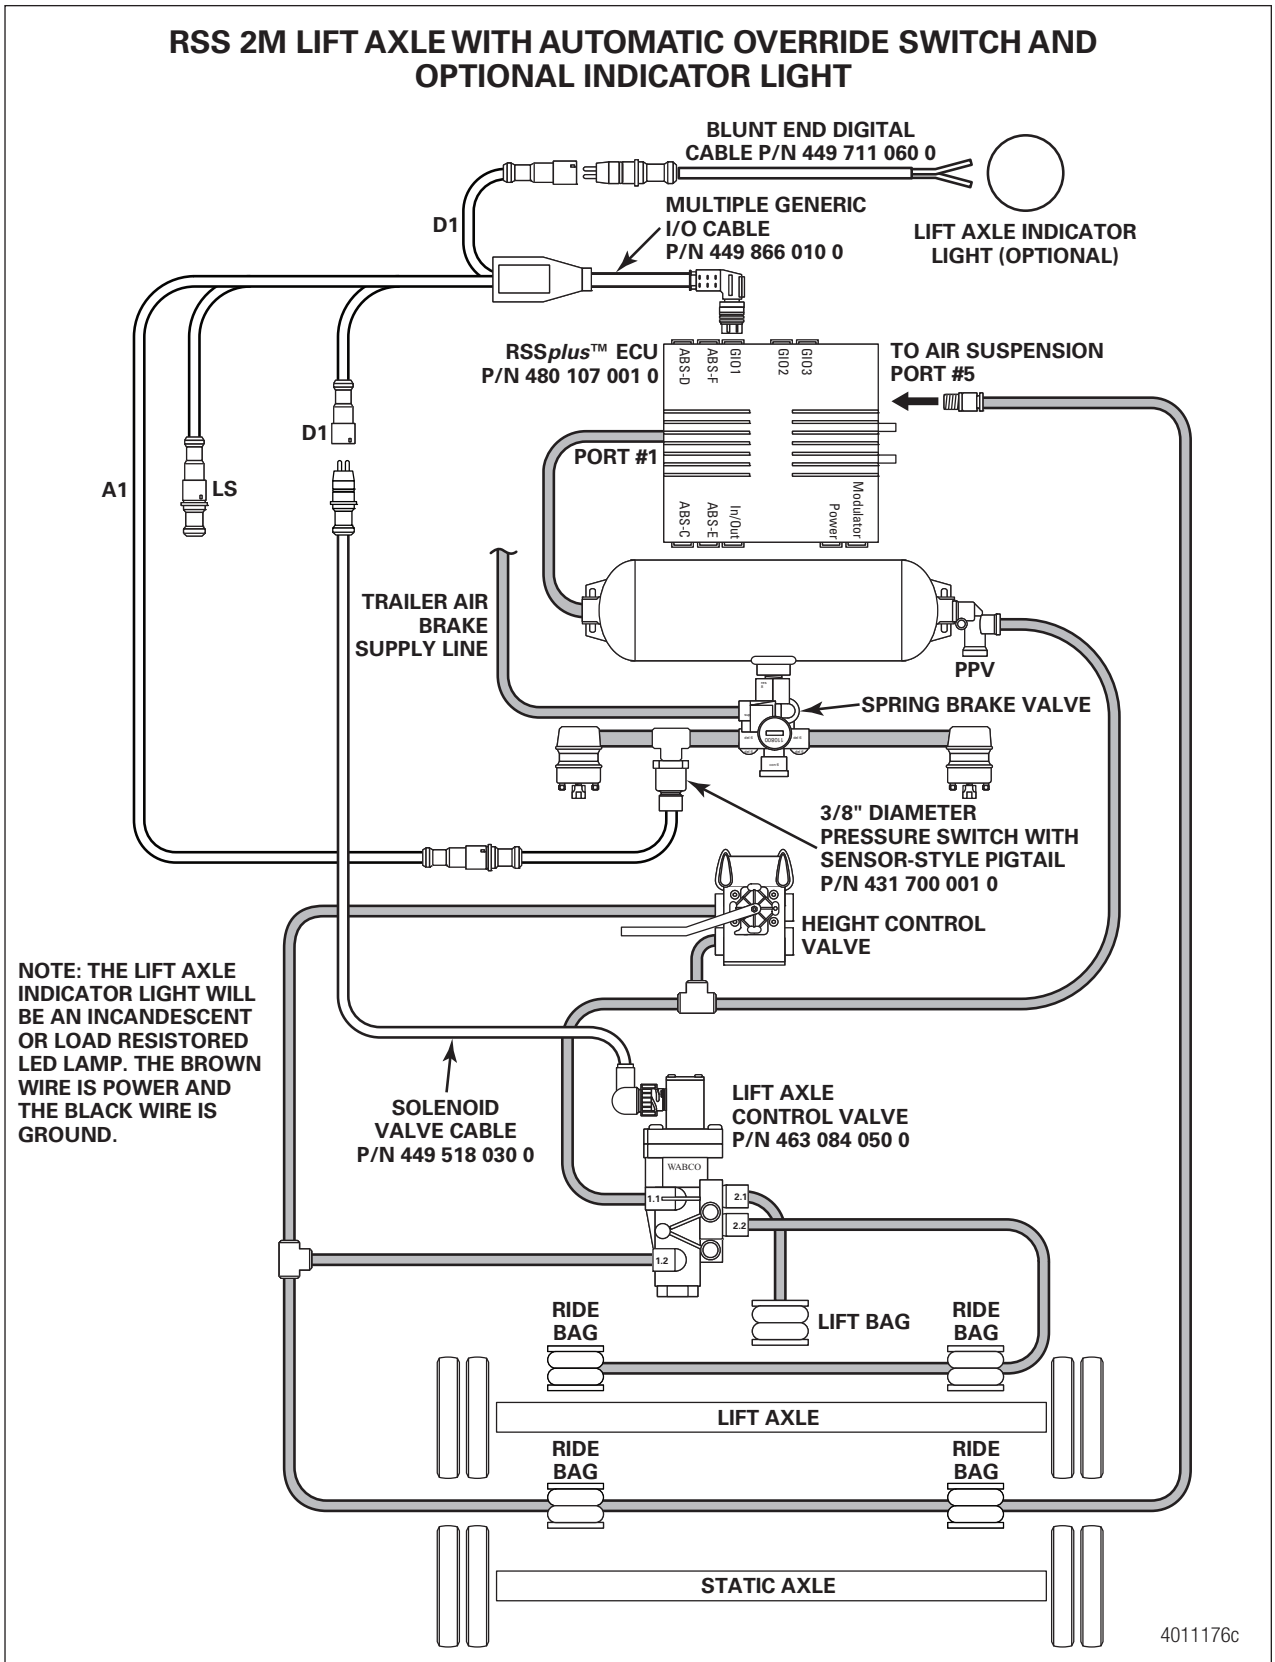 RSS 2M LIFT AXLE WITH AUTOMATIC OVERRIDE SWITCH AND
OPTIONAL INDICATOR LIGHT
BLUNT END DIGITAL
CABLE P/N 449 711 060 0
D1
MULTIPLE GENERIC
I/O CABLE
P/N 449 866 010 0
LIFT AXLE INDICATOR
LIGHT (OPTIONAL)
RSSplus™ ECU
P/N 480 107 001 0
ABS-D
ABS-F
GIO1
GIO2
GIO3
TO AIR SUSPENSION
PORT #5
D1
PORT #1
A1
LS
ABS-C
ABS-E
In/Out
Power
Modulator
TRAILER AIR
BRAKE
SUPPLY LINE
PPV
SPRING BRAKE VALVE
3/8" DIAMETER
PRESSURE SWITCH WITH
SENSOR-STYLE PIGTAIL
P/N 431 700 001 0
HEIGHT CONTROL
VALVE
NOTE: THE LIFT AXLE
INDICATOR LIGHT WILL
BE AN INCANDESCENT
OR LOAD RESISTORED
LED LAMP. THE BROWN
WIRE IS POWER AND
THE BLACK WIRE IS
GROUND.
SOLENOID
VALVE CABLE
P/N 449 518 030 0
LIFT AXLE
CONTROL VALVE
P/N 463 084 050 0
WABCO
1.1
2.1
2.2
1.2
RIDE
BAG
LIFT BAG
RIDE
BAG
LIFT AXLE
RIDE
BAG
RIDE
BAG
STATIC AXLE
4011176c